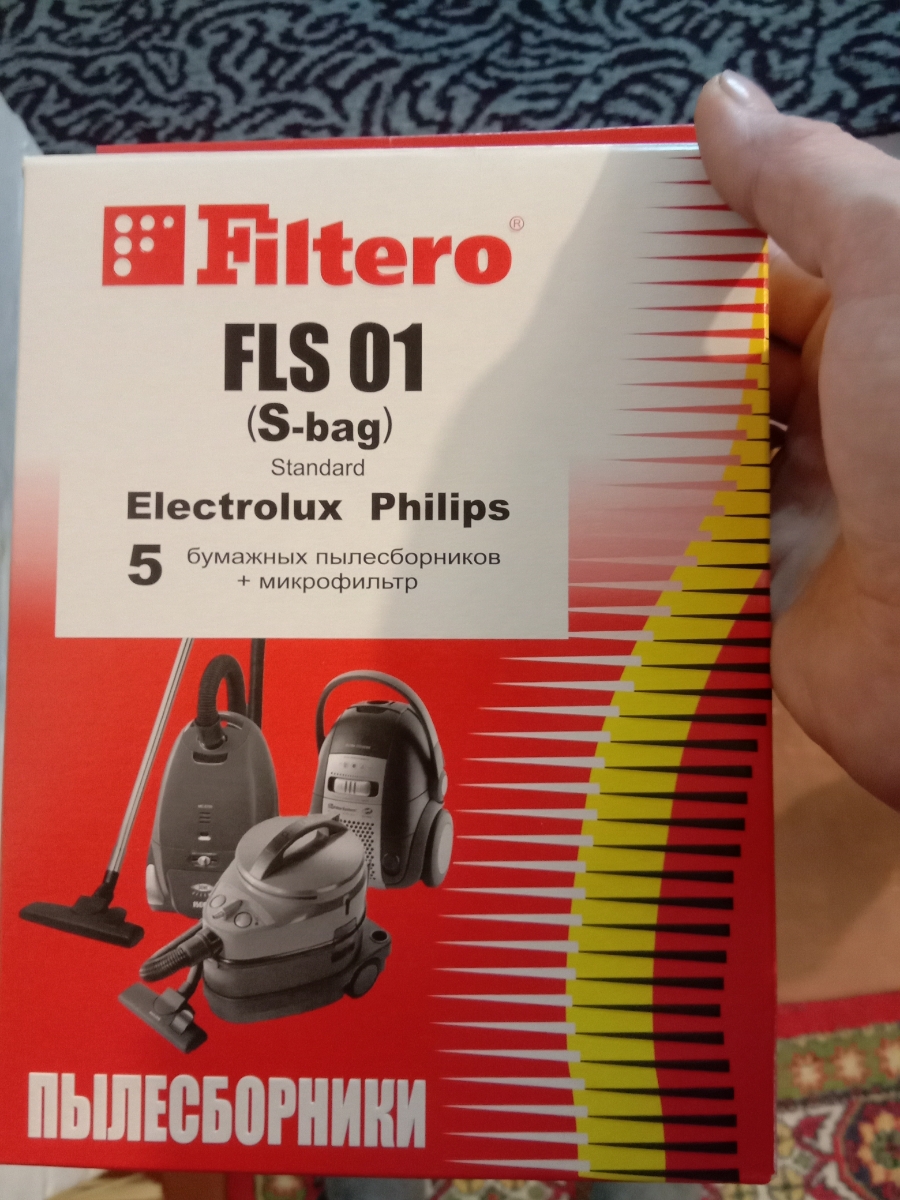 Filtero®
FLS 01
(S-bag)
Standard
Electrolux Philips
5 бумажных пылесборников
+ микрофильтр
ПЫЛЕСБОРНИКИ